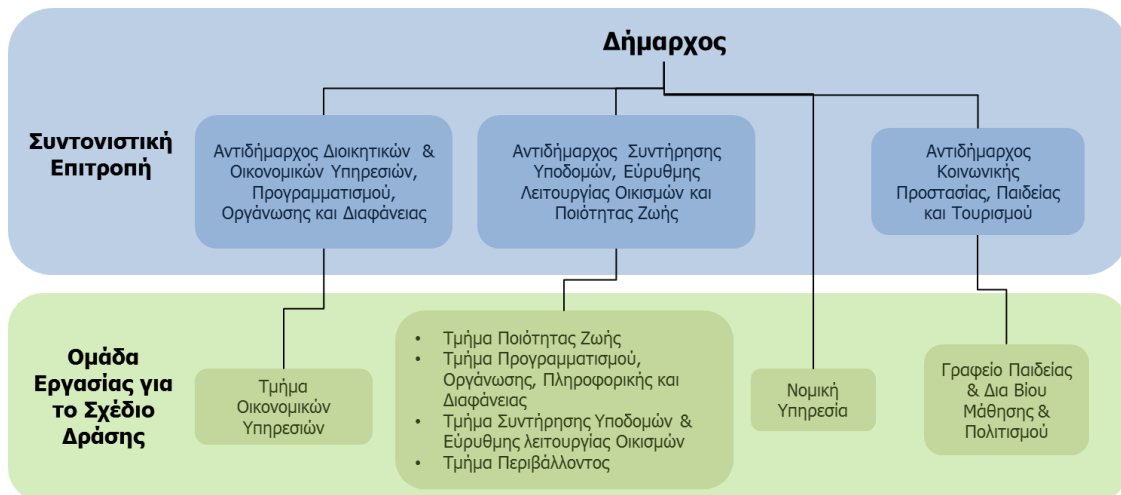 Δήμαρχος
Συντονιστική
Επιτροπή
Αντιδήμαρχος Διοικητικών &
Οικονομικών Υπηρεσιών,
Προγραμματισμού,
Οργάνωσης και Διαφάνειας
Αντιδήμαρχος Συντήρησης
Υποδομών, Εύρυθμης
Λειτουργίας Οικισμών και
Ποιότητας Ζωής
Αντιδήμαρχος
Κοινωνικής
Προστασίας, Παιδείας
και Τουρισμού
Ομάδα
Εργασίας για
το Σχέδιο
Δράσης
Τμήμα
Οικονομικών
Υπηρεσιών
• Τμήμα Ποιότητας Ζωής
• Τμήμα Προγραμματισμού,
Οργάνωσης, Πληροφορικής και
Διαφάνειας
• Τμήμα Συντήρησης Υποδομών &
Εύρυθμης λειτουργίας Οικισμών
• Τμήμα Περιβάλλοντος
Νομική
Υπηρεσία
Γραφείο Παιδείας
& Δια Βίου
Μάθησης &
Πολιτισμού